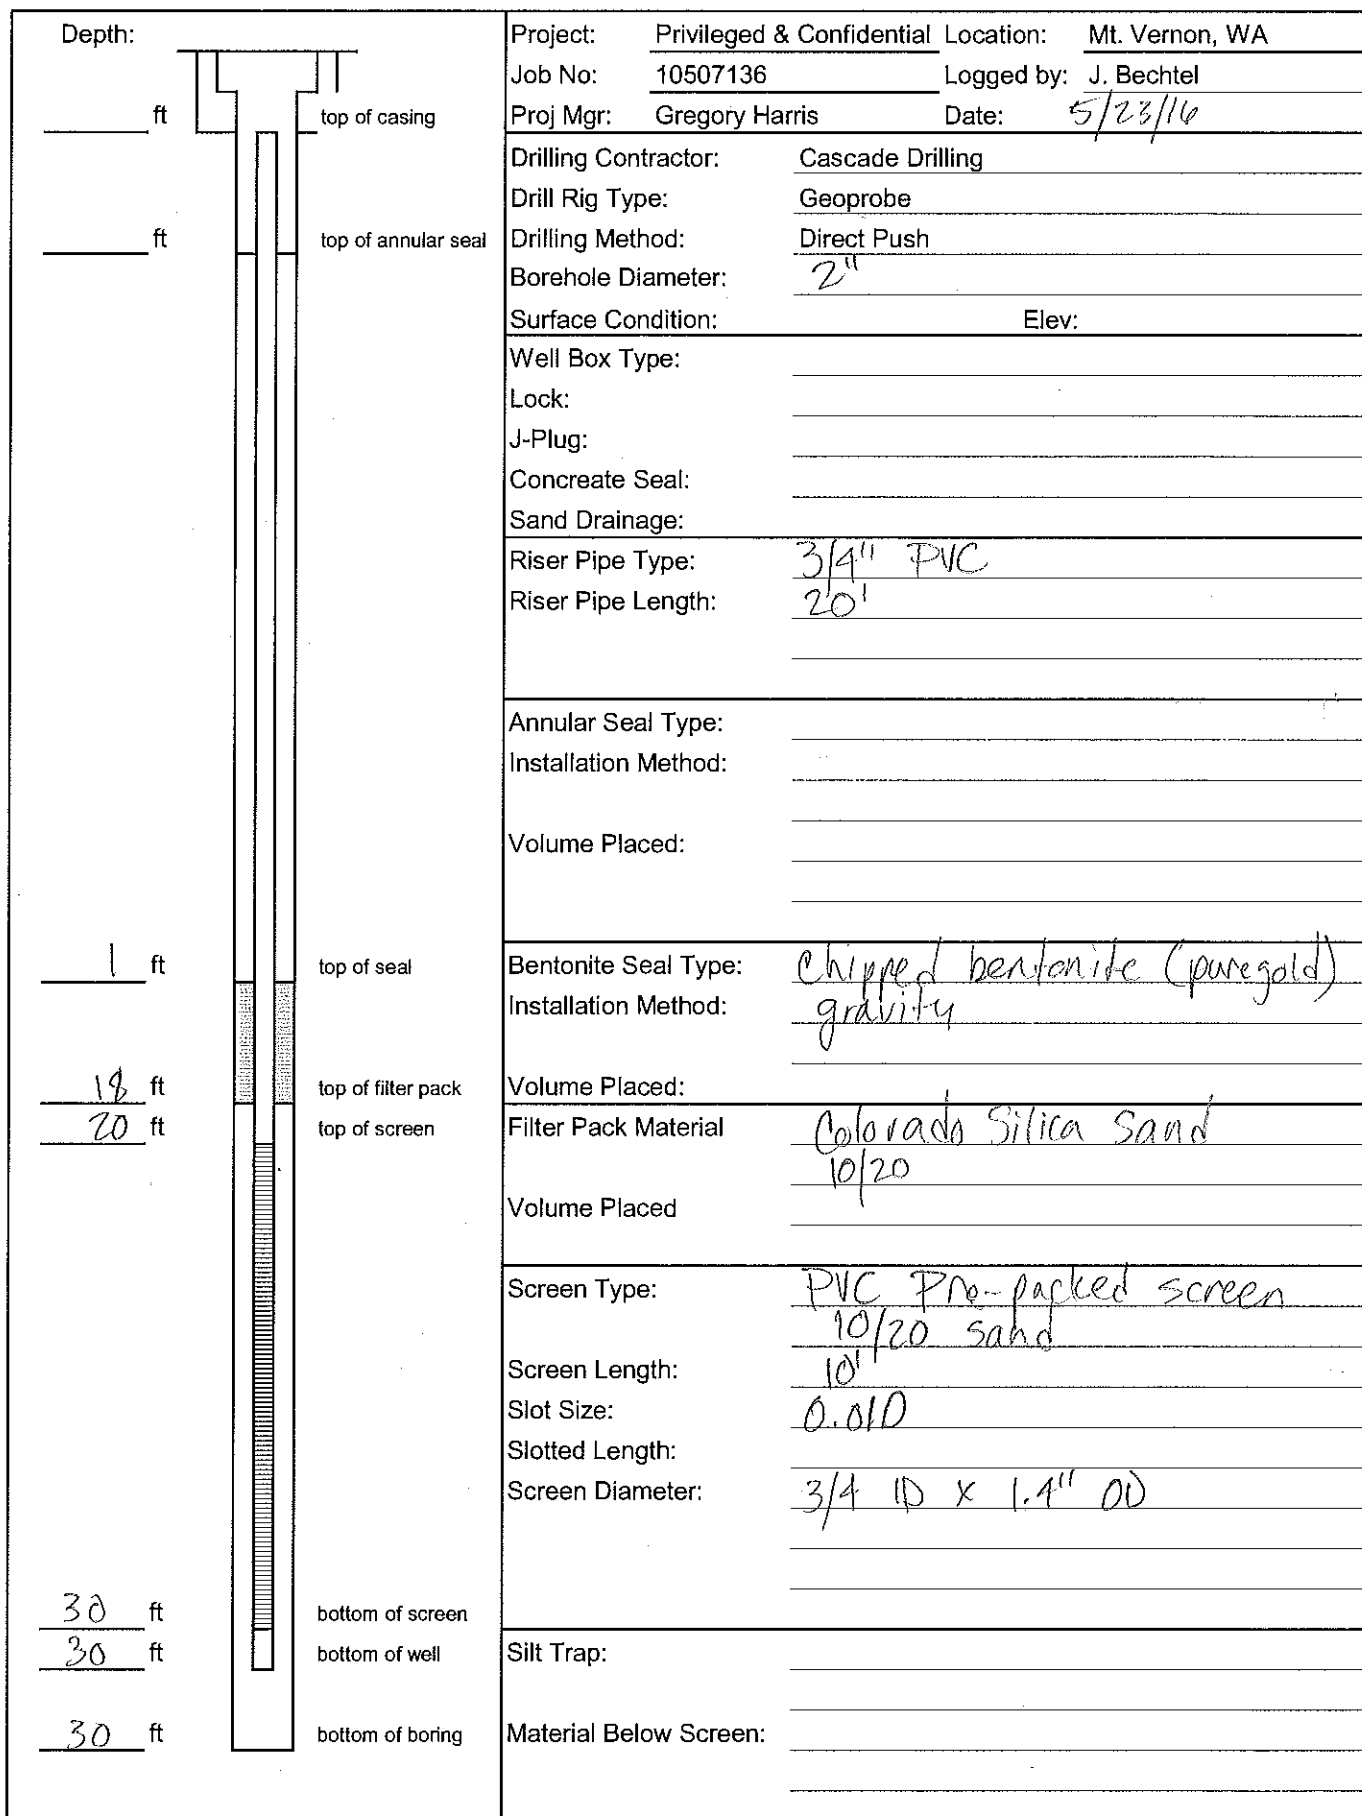 Depth:
ft top of casing
ft top of annular seal
1 ft top of seal
18 ft top of filter pack
20 ft top of screen
30 ft bottom of screen
30 ft bottom of well
30 ft bottom of boring
Project: Privileged & Confidential Location: Mt. Vernon, WA
Job No: 10507136 Logged by: J. Bechtel
Proj Mgr: Gregory Harris Date: 5/23/16
Drilling Contractor: Cascade Drilling
Drill Rig Type: Geoprobe
Drilling Method: Direct Push
Borehole Diameter: 2"
Surface Condition: Elev:
Well Box Type:
Lock:
J-Plug:
Concreate Seal:
Sand Drainage:
Riser Pipe Type: 3/4" PVC
Riser Pipe Length: 20'
Annular Seal Type:
Installation Method:
Volume Placed:
Bentonite Seal Type: Chipped bentonite (puregold)
Installation Method: gravity
Volume Placed:
Filter Pack Material Colorado Silica Sand
10/20
Volume Placed
Screen Type: PVC Pre-packed screen
10/20 sand
Screen Length: 10'
Slot Size: 0.010
Slotted Length:
Screen Diameter: 3/4 ID x 1.4" OD
Silt Trap:
Material Below Screen: